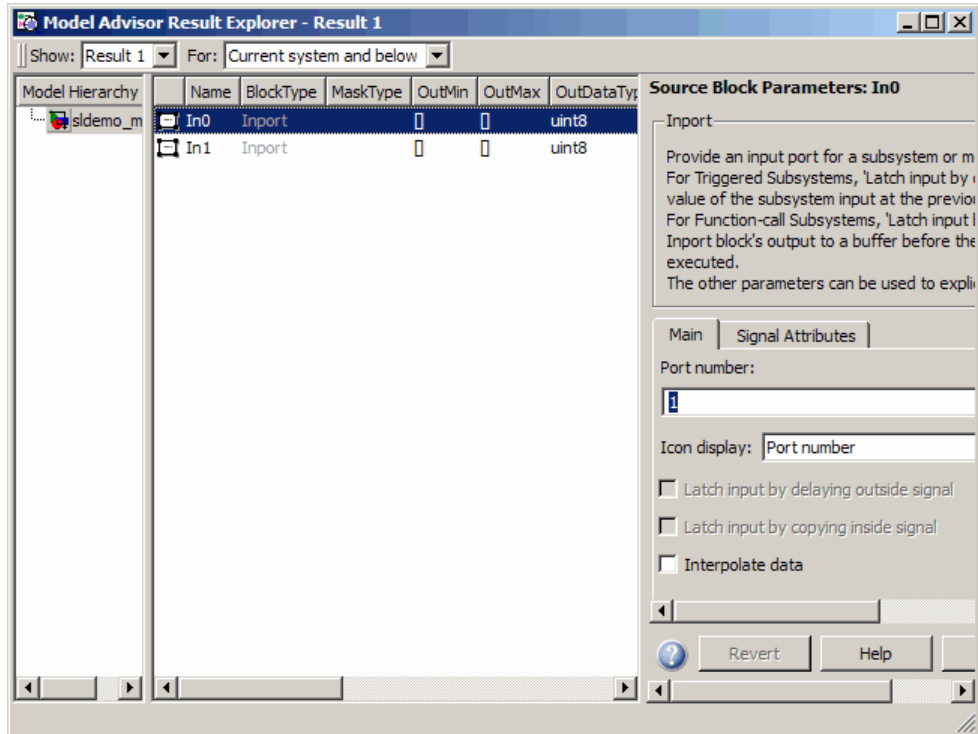 Model Advisor Result Explorer - Result 1
Show: Result 1 For: Current system and below
Model Hierarchy Name BlockType MaskType OutMin OutMax OutDataTyp
sldemo_m In0 Inport [] [] uint8
In1 Inport [] [] uint8
Source Block Parameters: In0
Inport
Provide an input port for a subsystem or m
For Triggered Subsystems, 'Latch input by
value of the subsystem input at the previou
For Function-call Subsystems, 'Latch input
Inport block's output to a buffer before the
executed.
The other parameters can be used to explic
Main Signal Attributes
Port number:
1
Icon display: Port number
Latch input by delaying outside signal
Latch input by copying inside signal
Interpolate data
Revert Help